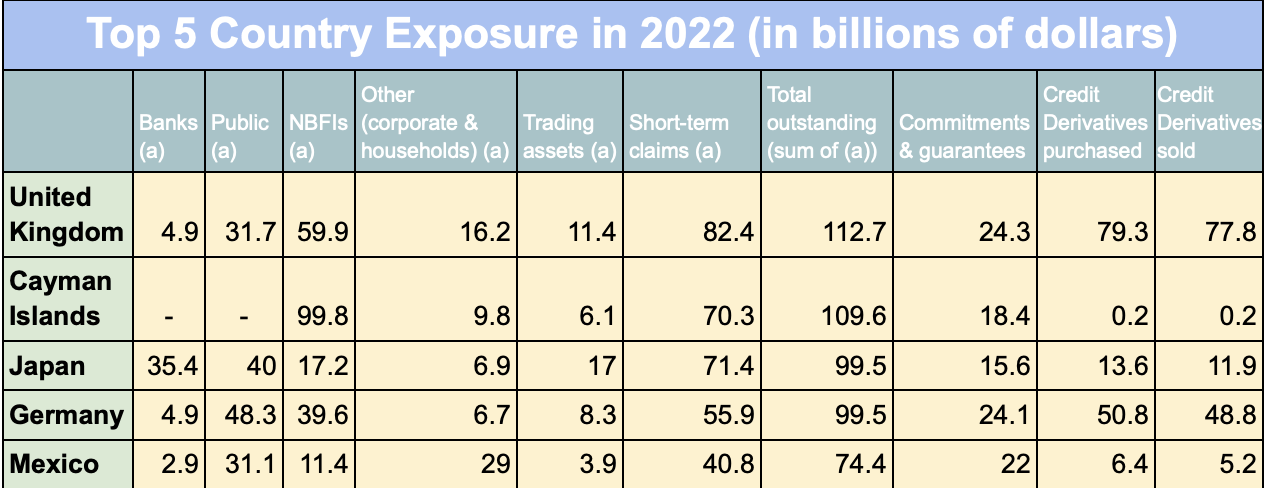 Top 5 Country Exposure in 2022 (in billions of dollars)
Banks (a) Public (a) NBFIs (a) Other (corporate & households) (a) Trading assets (a) Short-term claims (a) Total outstanding (sum of (a)) Commitments & guarantees Credit Derivatives purchased Credit Derivatives sold
United Kingdom 4.9 31.7 59.9 16.2 11.4 82.4 112.7 24.3 79.3 77.8
Cayman Islands - - 99.8 9.8 6.1 70.3 109.6 18.4 0.2 0.2
Japan 35.4 40 17.2 6.9 17 71.4 99.5 15.6 13.6 11.9
Germany 4.9 48.3 39.6 6.7 8.3 55.9 99.5 24.1 50.8 48.8
Mexico 2.9 31.1 11.4 29 3.9 40.8 74.4 22 6.4 5.2